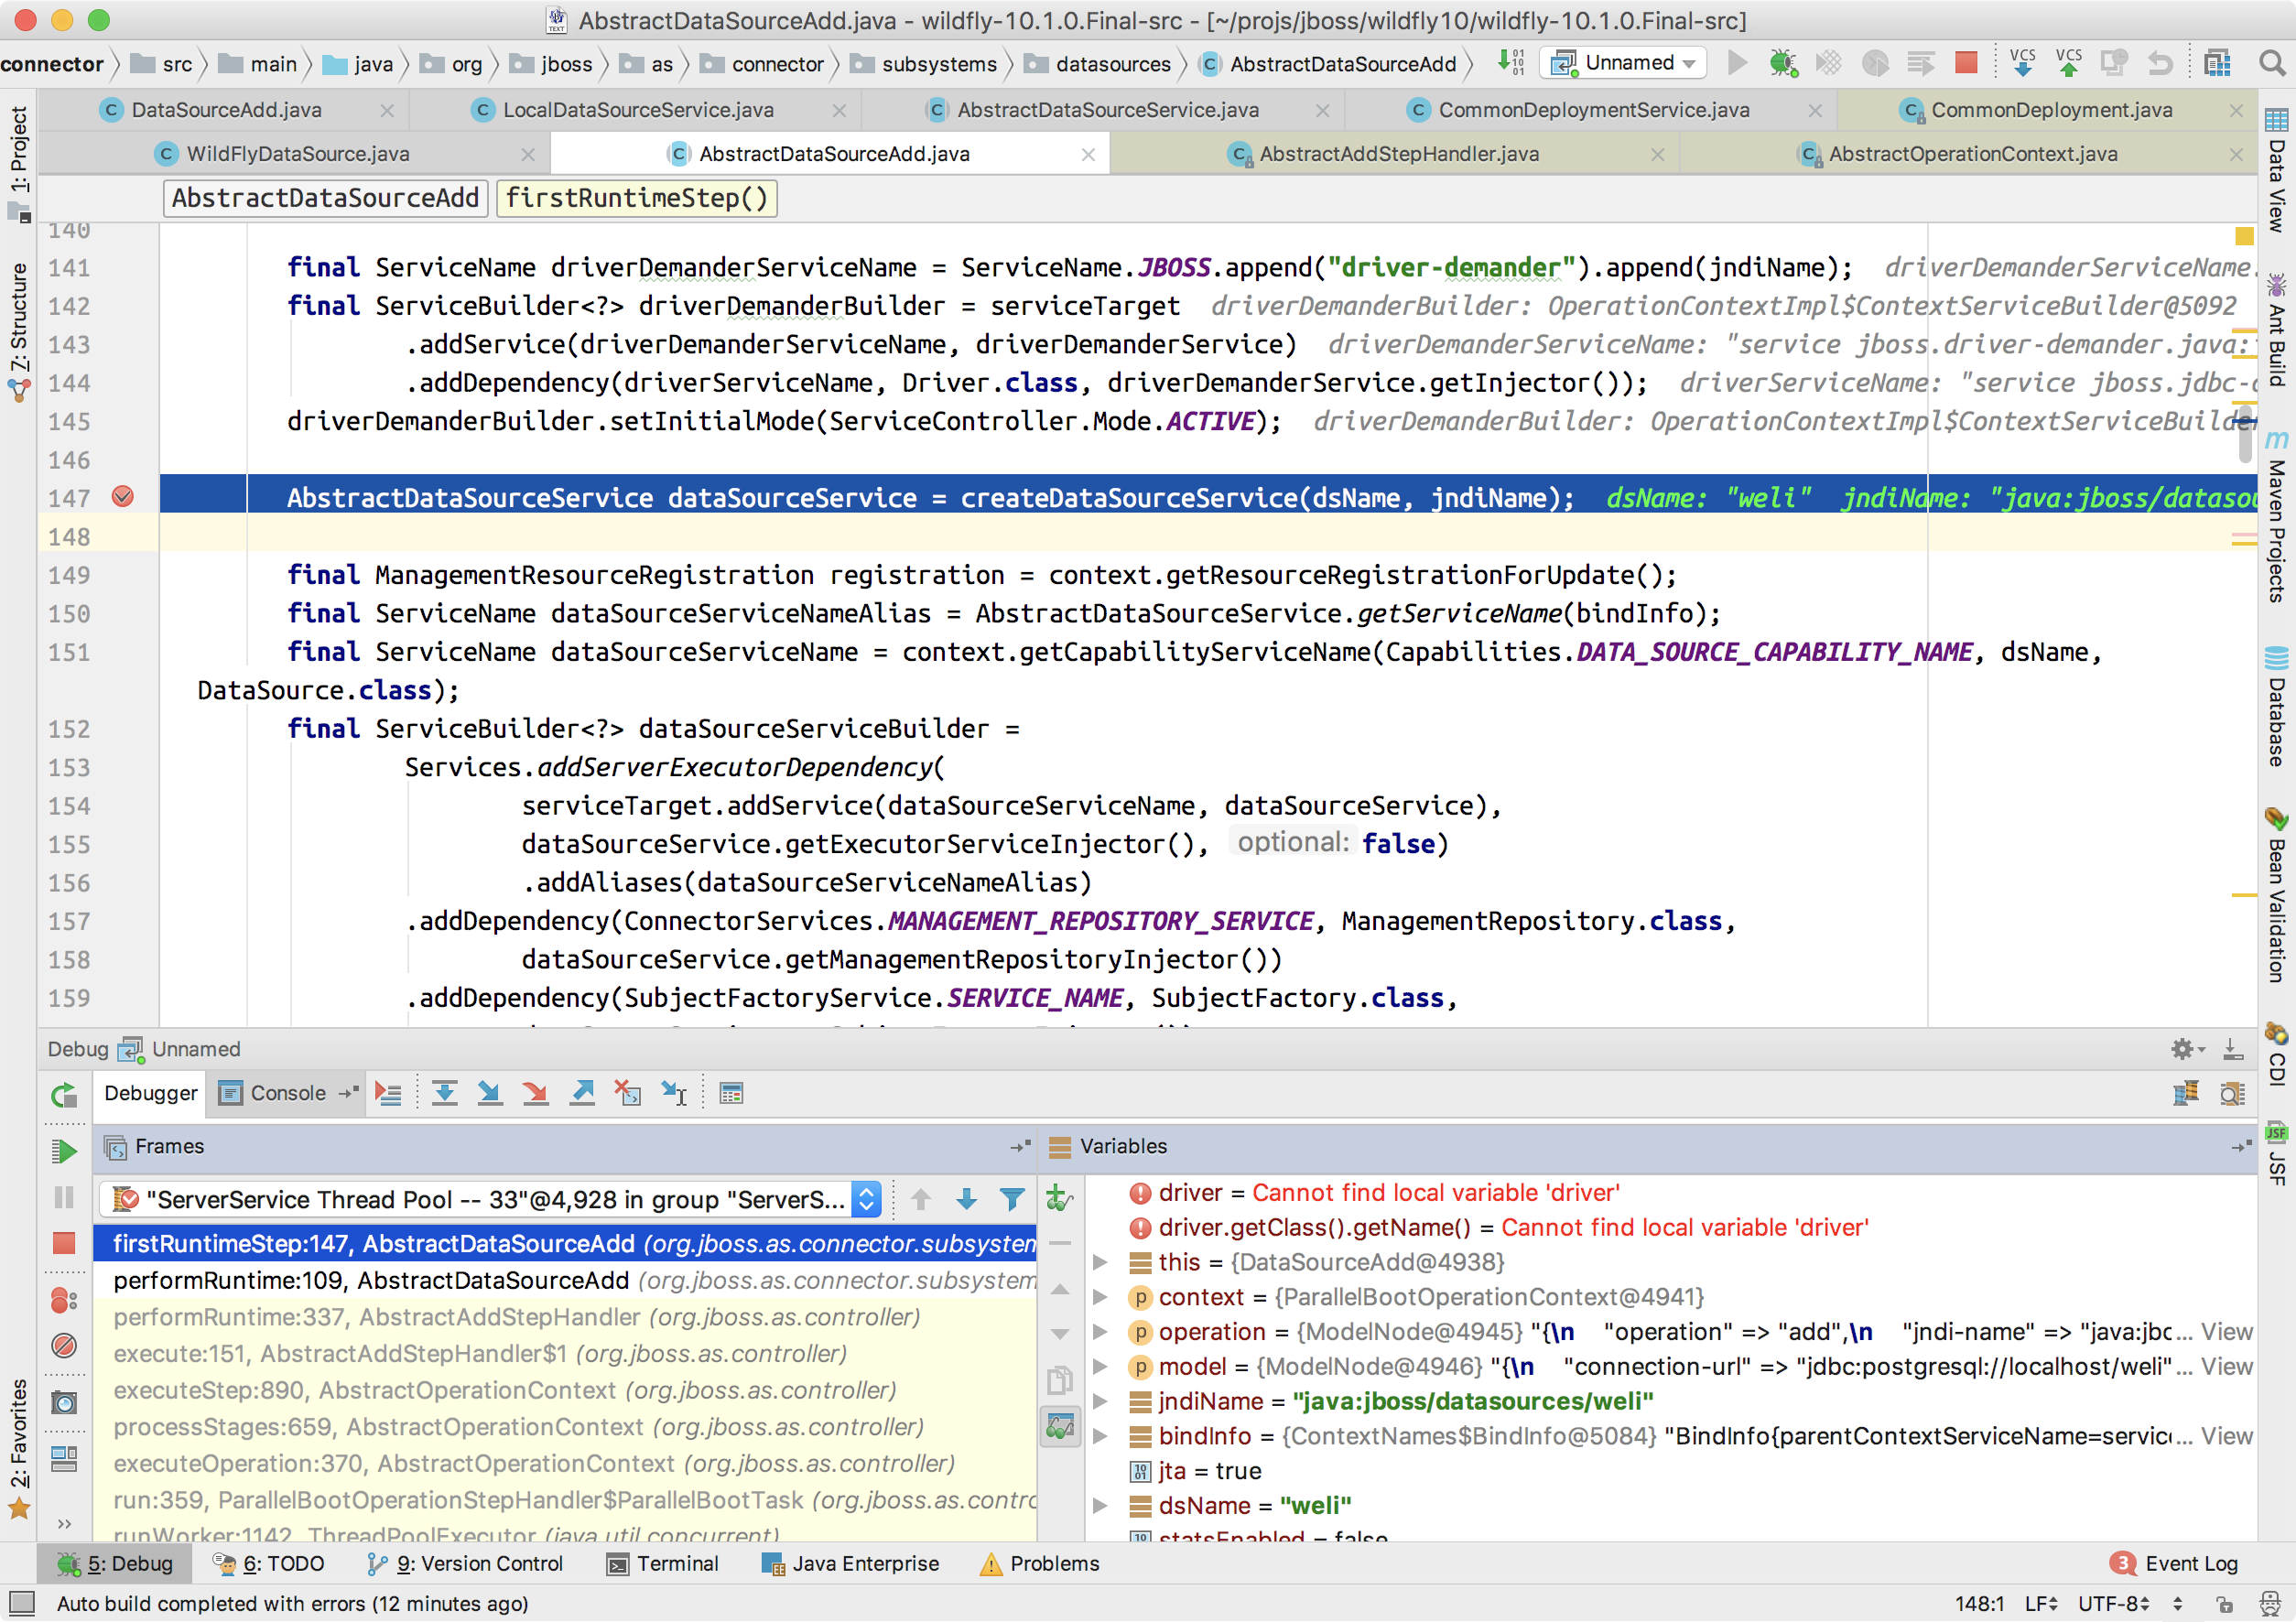 AbstractDataSourceAdd.java - wildfly-10.1.0.Final-src - [~/projs/jboss/wildfly10/wildfly-10.1.0.Final-src]
connector src main java org jboss as connector subsystems datasources AbstractDataSourceAdd Unnamed VCS VCS
DataSourceAdd.java LocalDataSourceService.java AbstractDataSourceService.java CommonDeploymentService.java CommonDeployment.java
WildFlyDataSource.java AbstractDataSourceAdd.java AbstractAddStepHandler.java AbstractOperationContext.java
1: Project
Z: Structure
2: Favorites
Data View
Ant Build
Maven Projects
Database
Bean Validation
CDI
JSF
AbstractDataSourceAdd firstRuntimeStep()
140
141 final ServiceName driverDemanderServiceName = ServiceName.JBOSS.append("driver-demander").append(jndiName); driverDemanderServiceName:
142 final ServiceBuilder<?> driverDemanderBuilder = serviceTarget driverDemanderBuilder: OperationContextImpl$ContextServiceBuilder@5092
143 .addService(driverDemanderServiceName, driverDemanderService) driverDemanderServiceName: "service jboss.driver-demander.java:
144 .addDependency(driverServiceName, Driver.class, driverDemanderService.getInjector()); driverServiceName: "service jboss.jdbc-
145 driverDemanderBuilder.setInitialMode(ServiceController.Mode.ACTIVE); driverDemanderBuilder: OperationContextImpl$ContextServiceBuilder
146
147 AbstractDataSourceService dataSourceService = createDataSourceService(dsName, jndiName); dsName: "weli" jndiName: "java:jboss/datasou
148
149 final ManagementResourceRegistration registration = context.getResourceRegistrationForUpdate();
150 final ServiceName dataSourceServiceNameAlias = AbstractDataSourceService.getServiceName(bindInfo);
151 final ServiceName dataSourceServiceName = context.getCapabilityServiceName(Capabilities.DATA_SOURCE_CAPABILITY_NAME, dsName,
DataSource.class);
152 final ServiceBuilder<?> dataSourceServiceBuilder =
153 Services.addServerExecutorDependency(
154 serviceTarget.addService(dataSourceServiceName, dataSourceService),
155 dataSourceService.getExecutorServiceInjector(), optional: false)
156 .addAliases(dataSourceServiceNameAlias)
157 .addDependency(ConnectorServices.MANAGEMENT_REPOSITORY_SERVICE, ManagementRepository.class,
158 dataSourceService.getManagementRepositoryInjector())
159 .addDependency(SubjectFactoryService.SERVICE_NAME, SubjectFactory.class,
Debug Unnamed
Debugger Console
Frames
"ServerService Thread Pool -- 33"@4,928 in group "ServerS...
firstRuntimeStep:147, AbstractDataSourceAdd (org.jboss.as.connector.subsystem
performRuntime:109, AbstractDataSourceAdd (org.jboss.as.connector.subsystem
performRuntime:337, AbstractAddStepHandler (org.jboss.as.controller)
execute:151, AbstractAddStepHandler$1 (org.jboss.as.controller)
executeStep:890, AbstractOperationContext (org.jboss.as.controller)
processStages:659, AbstractOperationContext (org.jboss.as.controller)
executeOperation:370, AbstractOperationContext (org.jboss.as.controller)
run:359, ParallelBootOperationStepHandler$ParallelBootTask (org.jboss.as.contro
runWorker:1142, ThreadPoolExecutor (java.util.concurrent)
Variables
driver = Cannot find local variable 'driver'
driver.getClass().getName() = Cannot find local variable 'driver'
this = {DataSourceAdd@4938}
context = {ParallelBootOperationContext@4941}
operation = {ModelNode@4945} "{\n "operation" => "add",\n "jndi-name" => "java:jbc... View
model = {ModelNode@4946} "{\n "connection-url" => "jdbc:postgresql://localhost/weli"... View
jndiName = "java:jboss/datasources/weli"
bindInfo = {ContextNames$BindInfo@5084} "BindInfo{parentContextServiceName=servic... View
jta = true
dsName = "weli"
statsEnabled = false
5: Debug 6: TODO 9: Version Control Terminal Java Enterprise Problems 3 Event Log
Auto build completed with errors (12 minutes ago) 148:1 LF UTF-8